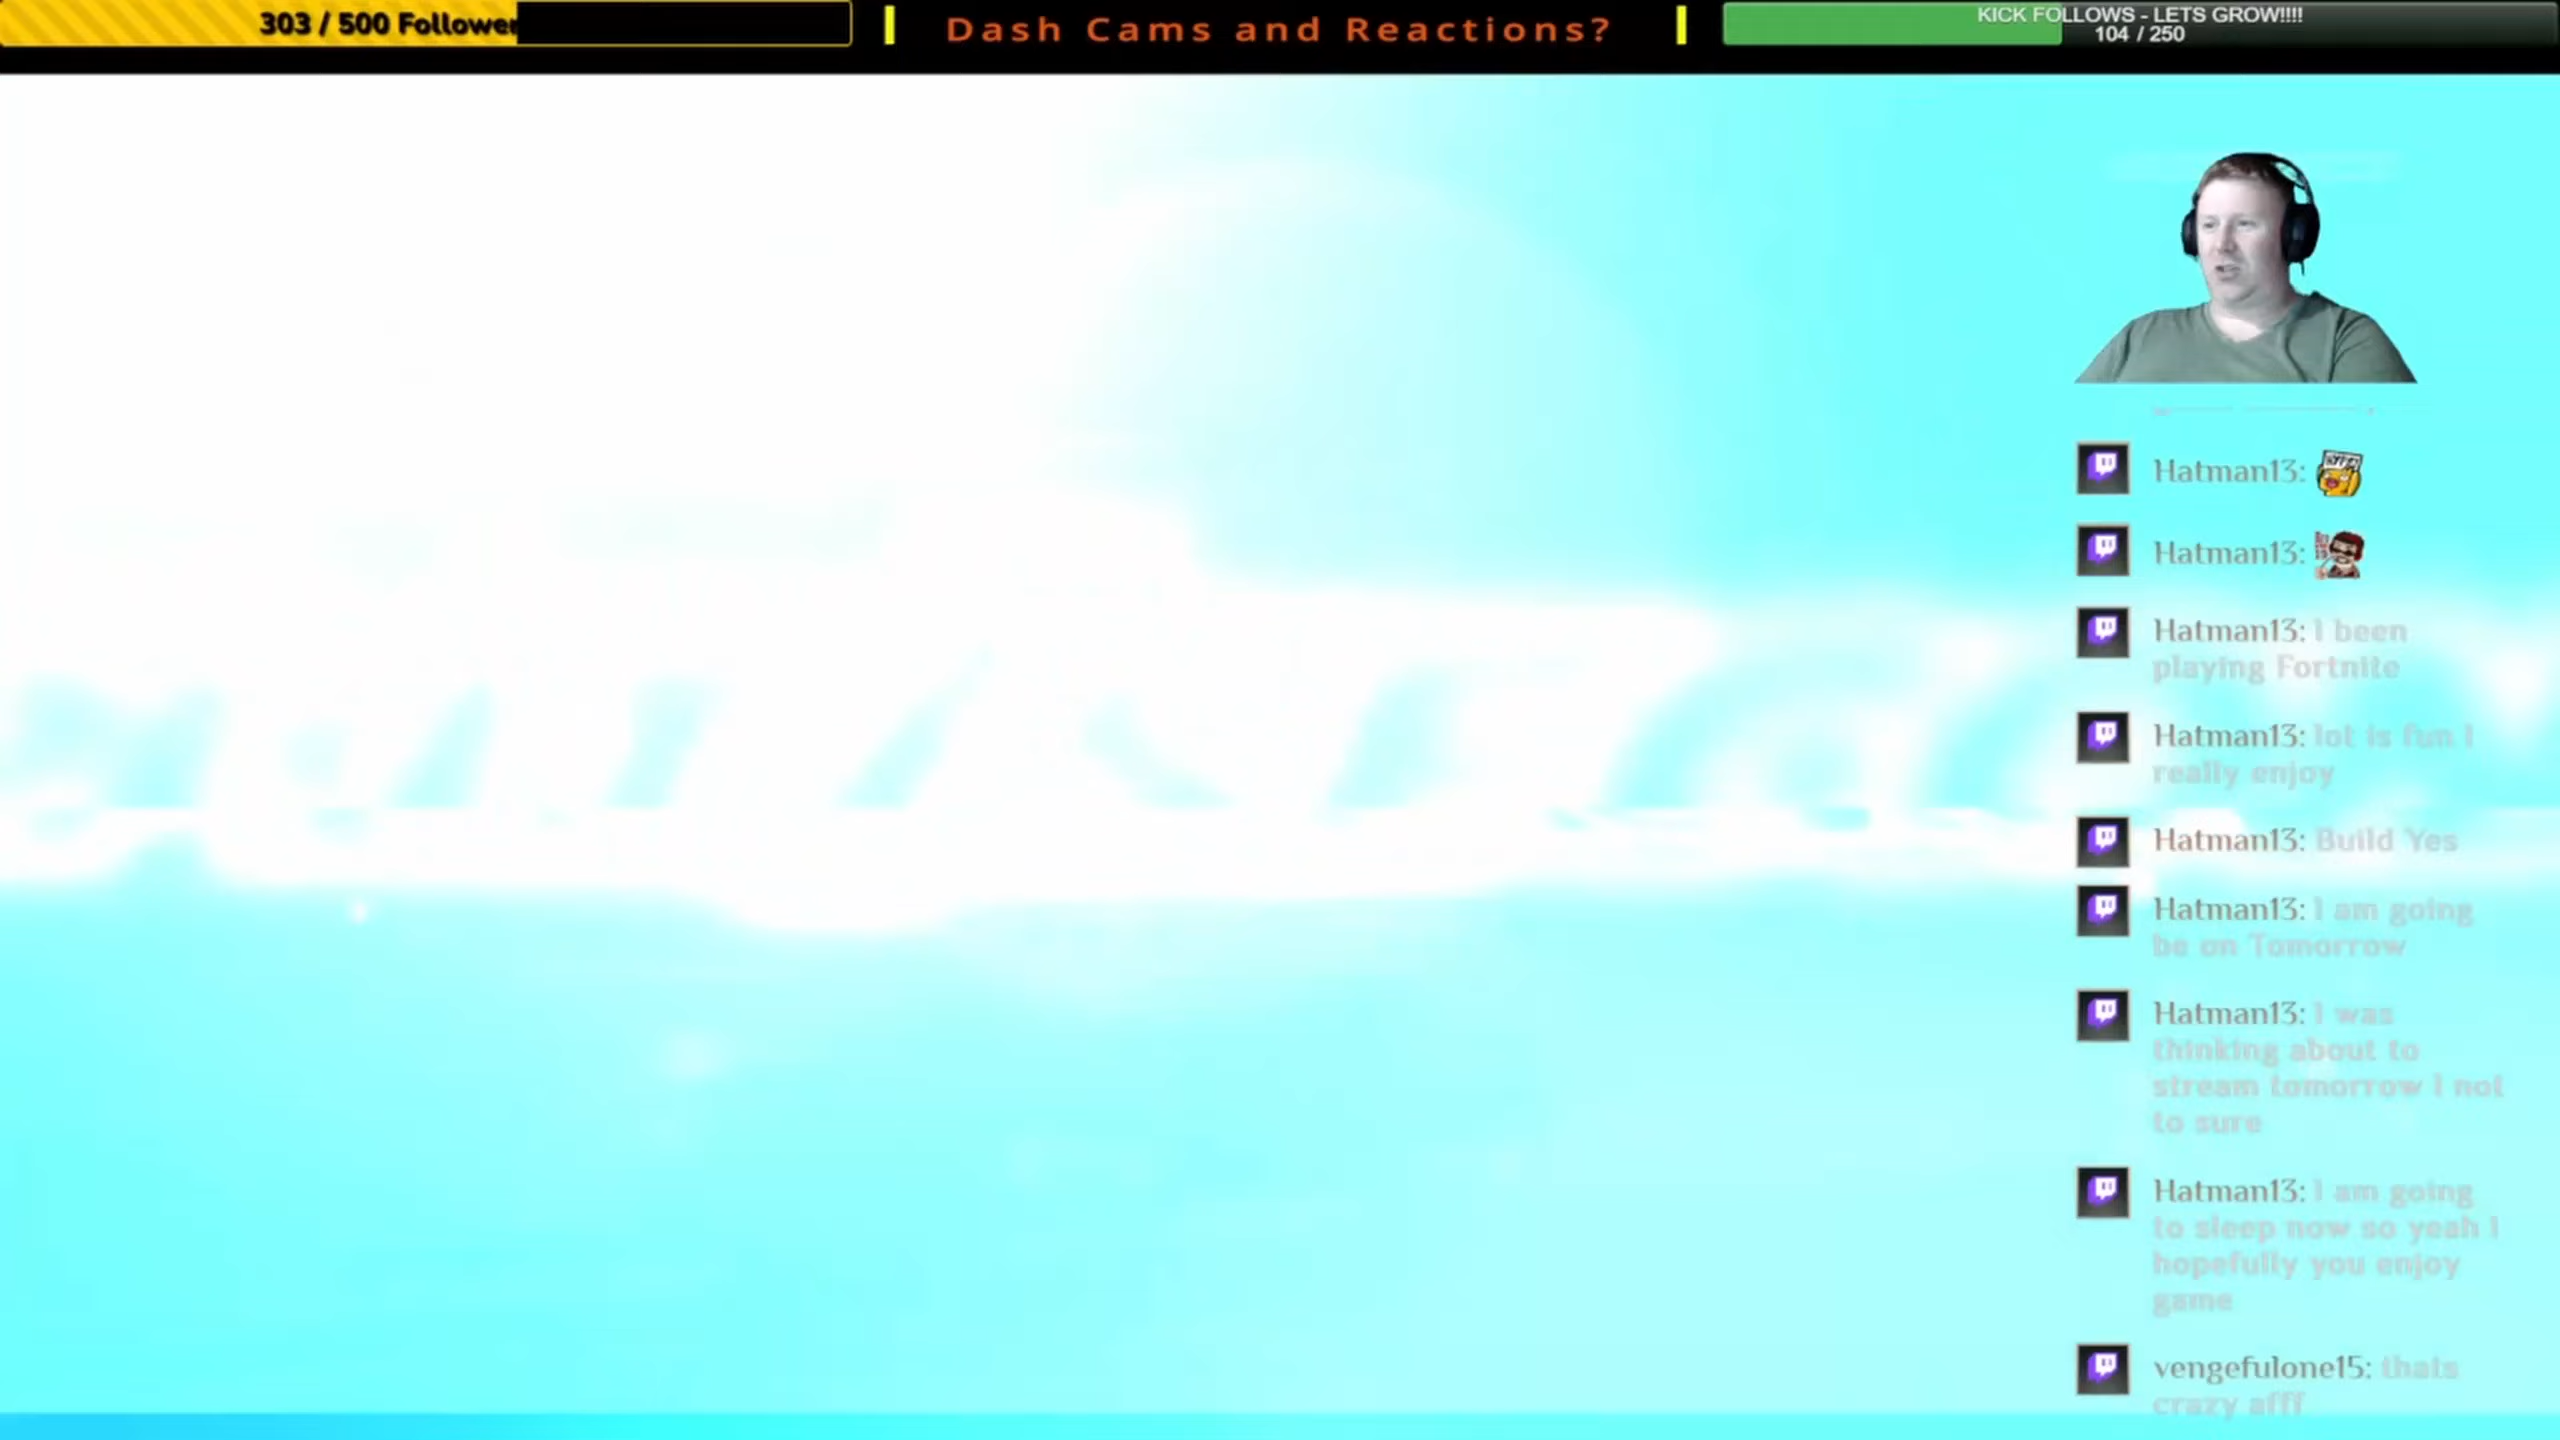 303 / 500 Follower
Dash Cams and Reactions?
KICK FOLLOWS - LETS GROW!!!!
104 / 250
Hatman13:
Hatman13:
Hatman13: I been
playing Fortnite
Hatman13: lot is fun I
really enjoy
Hatman13: Build Yes
Hatman13: I am going
be on Tomorrow
Hatman13: I was
thinking about to
stream tomorrow I not
to sure
Hatman13: I am going
to sleep now so yeah I
hopefully you enjoy
game
vengefulone15: thats
crazy afff